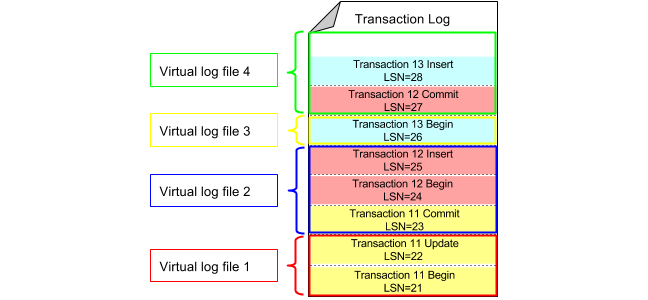 Transaction Log
Virtual log file 4
Transaction 13 Insert
LSN=28
Transaction 12 Commit
LSN=27
Virtual log file 3
Transaction 13 Begin
LSN=26
Virtual log file 2
Transaction 12 Insert
LSN=25
Transaction 12 Begin
LSN=24
Transaction 11 Commit
LSN=23
Virtual log file 1
Transaction 11 Update
LSN=22
Transaction 11 Begin
LSN=21